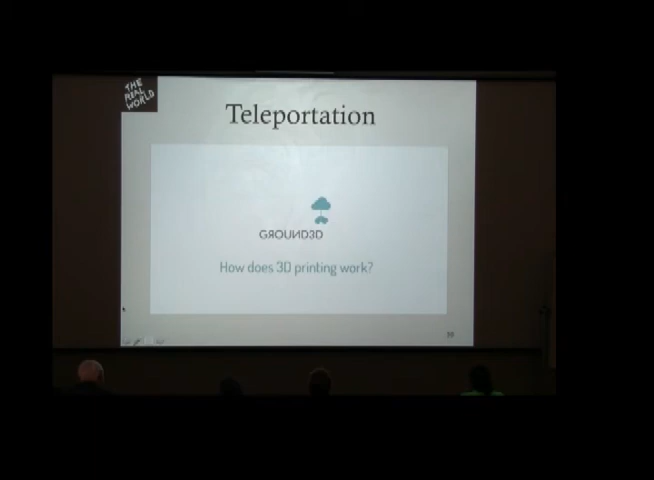 THE
REAL
WORLD
Teleportation
GROUND3D
How does 3D printing work?